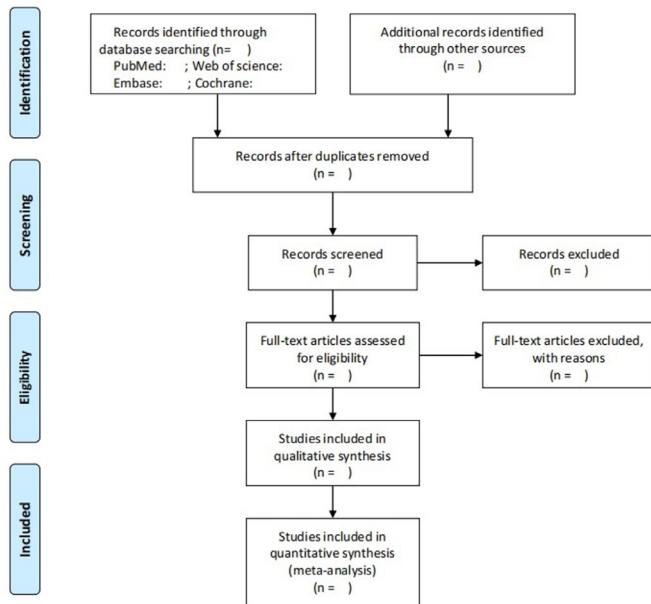 Identification
Records identified through
database searching (n=     )
PubMed:     ; Web of science:
Embase:     ; Cochrane:
Additional records identified
through other sources
(n =   )
Records after duplicates removed
(n =   )
Screening
Records screened
(n =   )
Records excluded
(n =   )
Eligibility
Full-text articles assessed
for eligibility
(n =   )
Full-text articles excluded,
with reasons
(n =   )
Studies included in
qualitative synthesis
(n =   )
Included
Studies included in
quantitative synthesis
(meta-analysis)
(n =   )